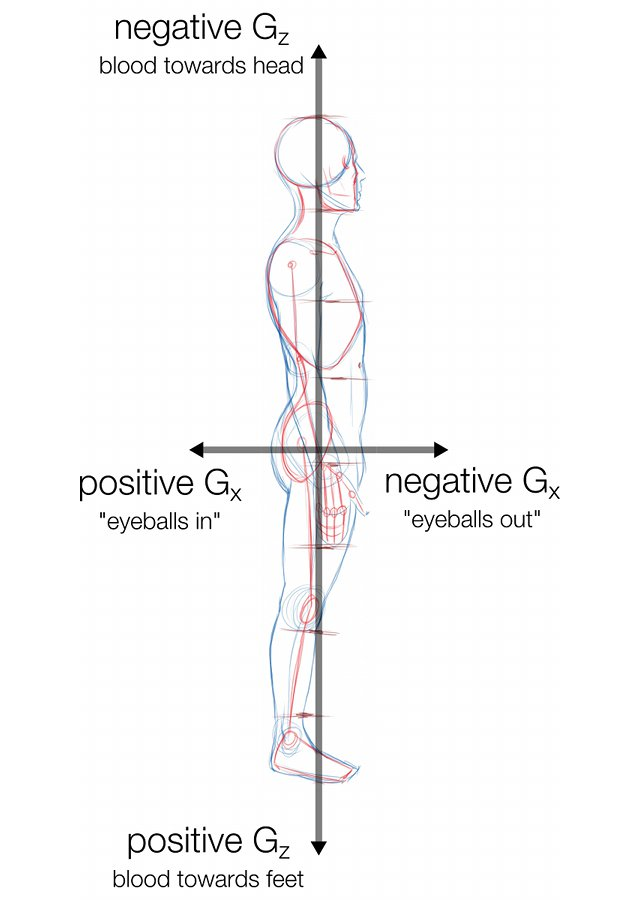 negative Gz
blood towards head
positive Gx
"eyeballs in"
negative Gx
"eyeballs out"
positive Gz
blood towards feet